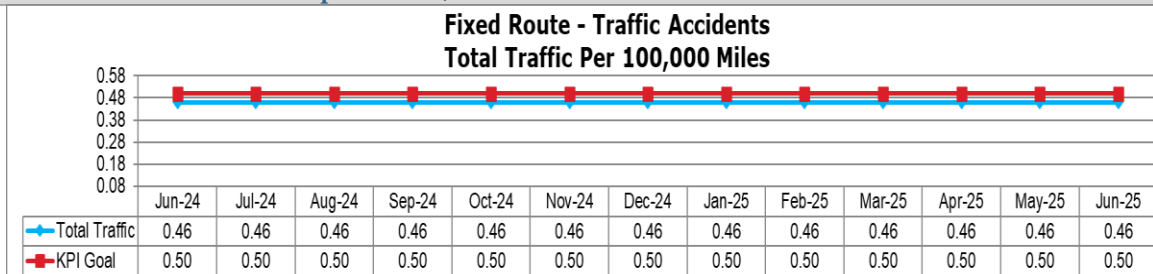 Fixed Route - Traffic Accidents
Total Traffic Per 100,000 Miles
0.58
0.48
0.38
0.28
0.18
0.08
Jun-24 Jul-24 Aug-24 Sep-24 Oct-24 Nov-24 Dec-24 Jan-25 Feb-25 Mar-25 Apr-25 May-25 Jun-25
Total Traffic 0.46 0.46 0.46 0.46 0.46 0.46 0.46 0.46 0.46 0.46 0.46 0.46 0.46
KPI Goal 0.50 0.50 0.50 0.50 0.50 0.50 0.50 0.50 0.50 0.50 0.50 0.50 0.50